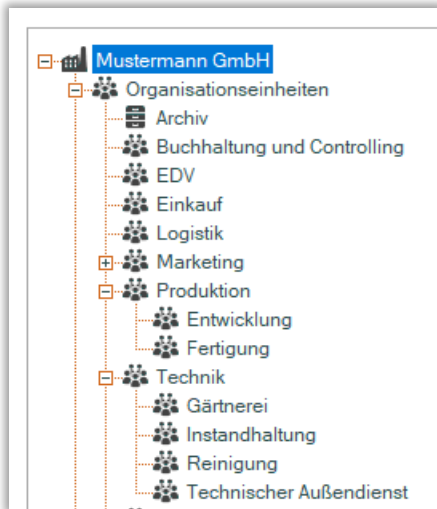 Mustermann GmbH
Organisationseinheiten
Archiv
Buchhaltung und Controlling
EDV
Einkauf
Logistik
Marketing
Produktion
Entwicklung
Fertigung
Technik
Gärtnerei
Instandhaltung
Reinigung
Technischer Außendienst